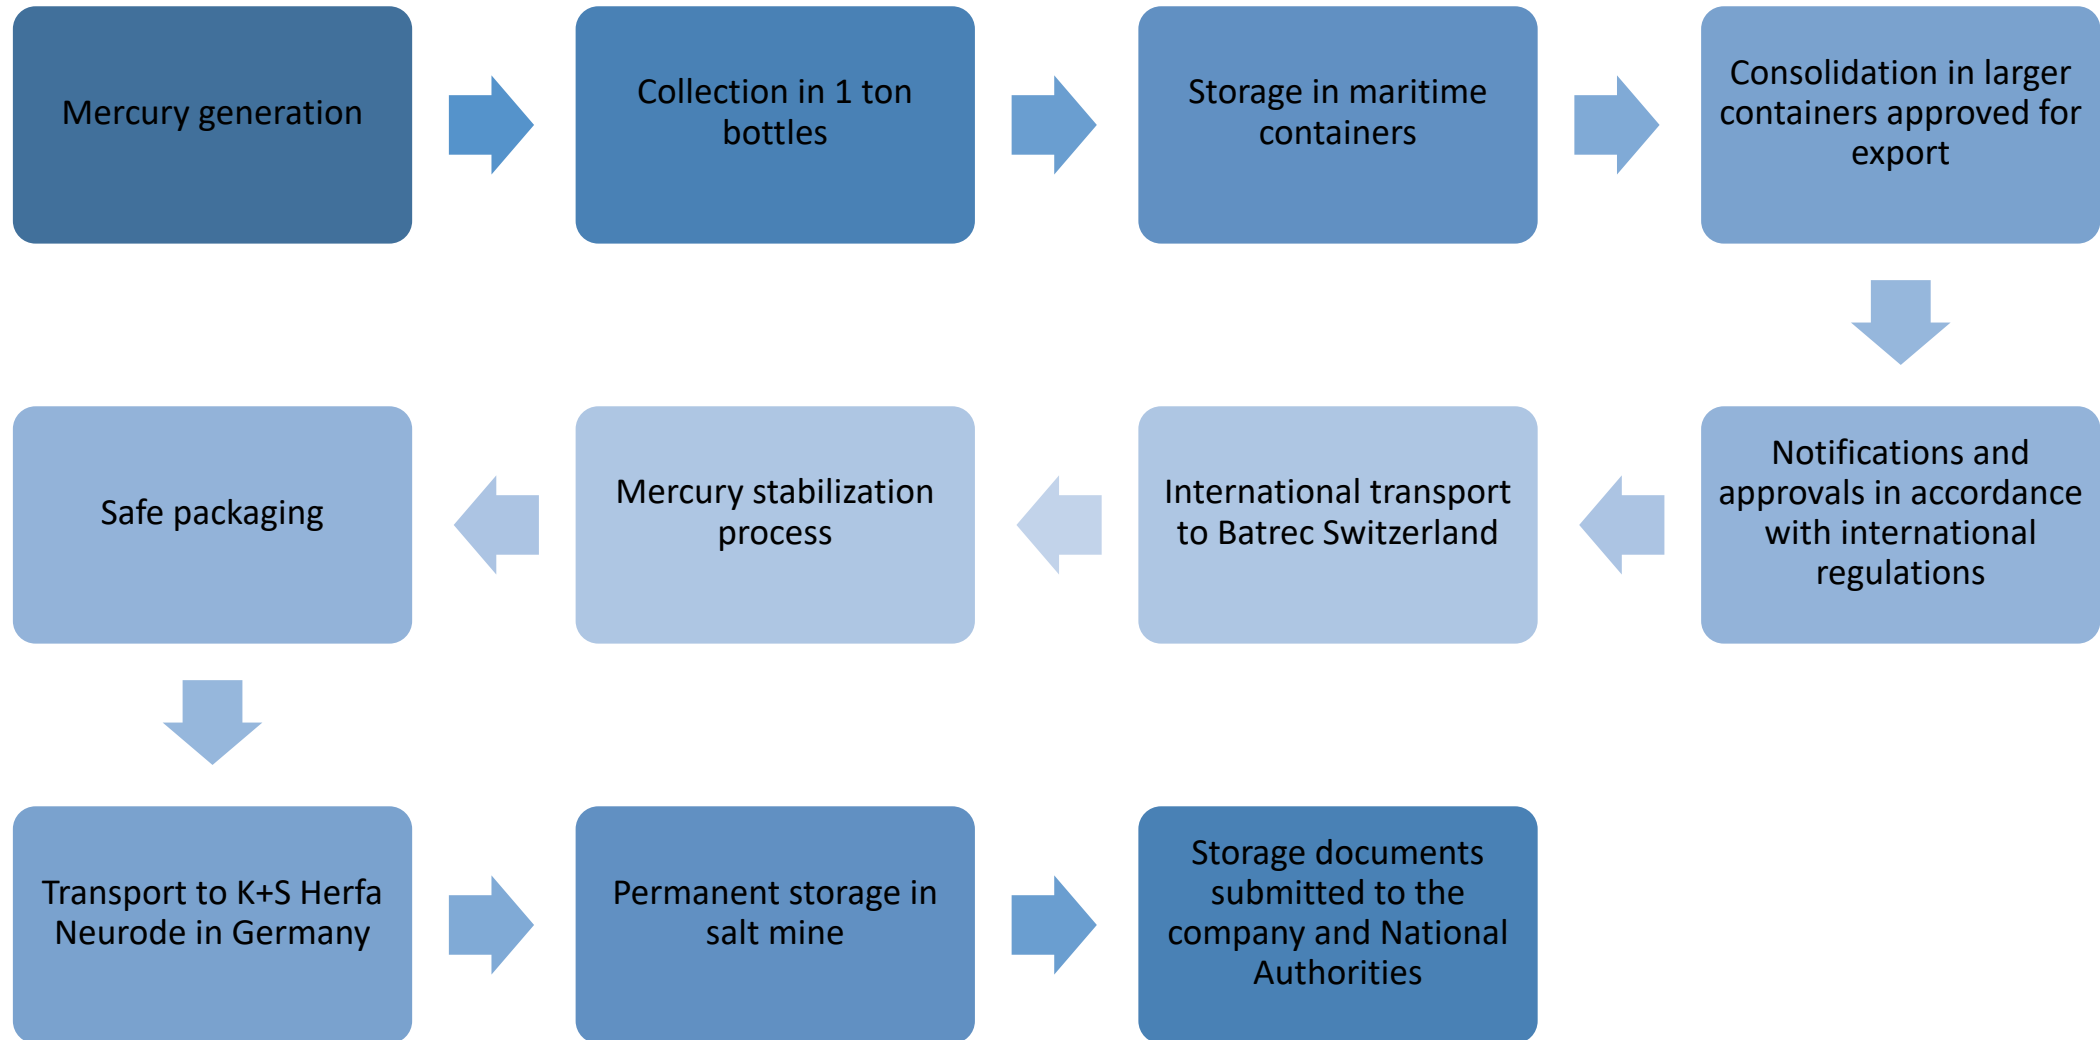 Mercury generation
Collection in 1 ton
bottles
Storage in maritime
containers
Consolidation in larger
containers approved for
export
Notifications and
approvals in accordance
with international
regulations
International transport
to Batrec Switzerland
Mercury stabilization
process
Safe packaging
Transport to K+S Herfa
Neurode in Germany
Permanent storage in
salt mine
Storage documents
submitted to the
company and National
Authorities